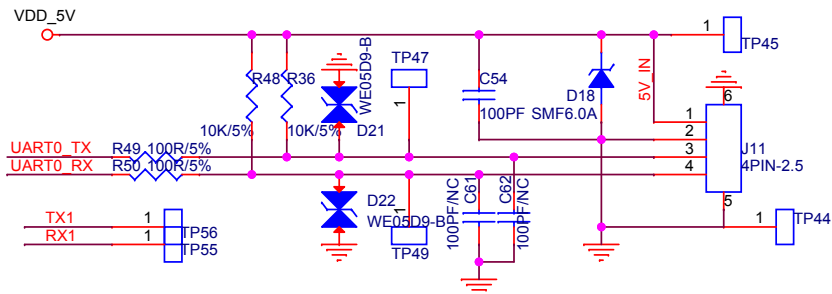 VDD_5V
1
TP45
R48
R36
WE05D9-B
TP47
C54
100PF
D18
SMF6.0A
5V_IN
6
10K/5%
10K/5%
D21
1
1
2
3
4
J11
4PIN-2.5
UART0_TX
R49 100R/5%
UART0_RX
R50 100R/5%
D22
WE05D9-B
1
TP49
C61
100PF/NC
C62
100PF/NC
5
1
TP44
TX1
1
TP56
RX1
1
TP55